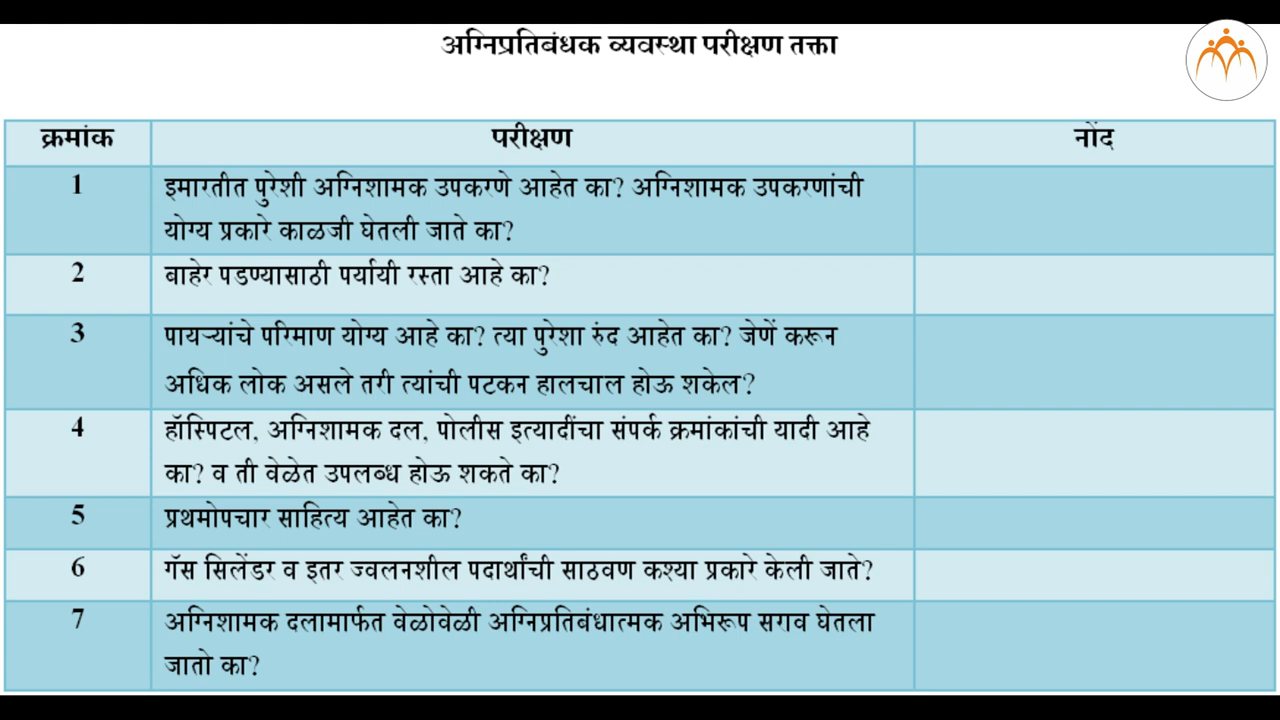 अग्निप्रतिबंधक व्यवस्था परीक्षण तक्ता
क्रमांक परीक्षण नोंद
1 इमारतीत पुरेशी अग्निशामक उपकरणे आहेत का? अग्निशामक उपकरणांची
योग्य प्रकारे काळजी घेतली जाते का?
2 बाहेर पडण्यासाठी पर्यायी रस्ता आहे का?
3 पायऱ्यांचे परिमाण योग्य आहे का? त्या पुरेशा रुंद आहेत का? जेणें करून
अधिक लोक असले तरी त्यांची पटकन हालचाल होऊ शकेल?
4 हॉस्पिटल, अग्निशामक दल, पोलीस इत्यादींचा संपर्क क्रमांकांची यादी आहे
का? व ती वेळेत उपलब्ध होऊ शकते का?
5 प्रथमोपचार साहित्य आहेत का?
6 गॅस सिलेंडर व इतर ज्वलनशील पदार्थांची साठवण कश्या प्रकारे केली जाते?
7 अग्निशामक दलामार्फत वेळोवेळी अग्निप्रतिबंधात्मक अभिरूप सराव घेतला
जातो का?